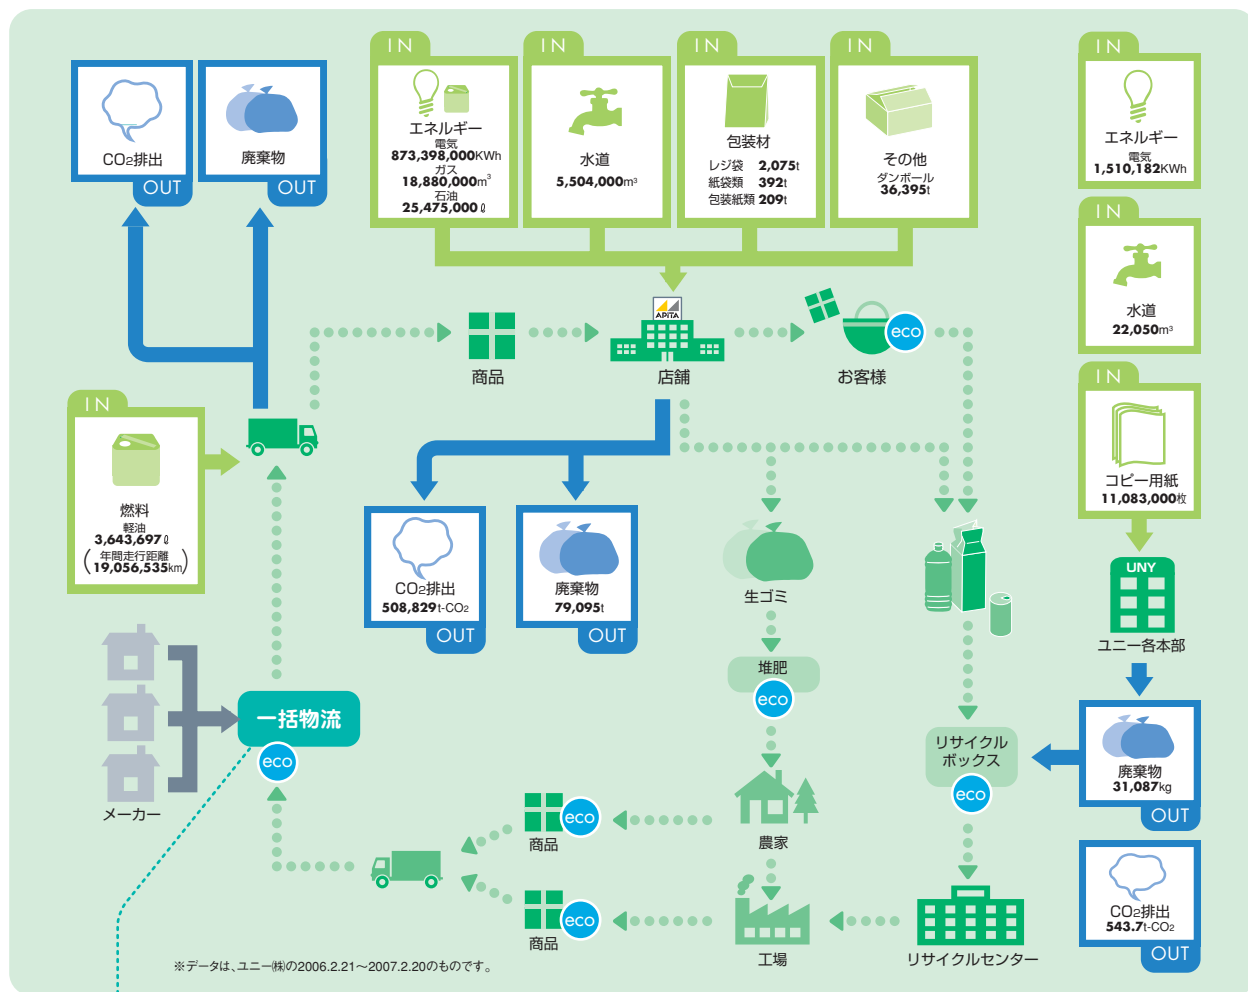 IN
エネルギー
電気
873,398,000KWh
ガス
18,880,000m³
石油
25,475,000ℓ
IN
水道
5,504,000m³
IN
包装材
レジ袋 2,075t
紙袋類 392t
包装紙類 209t
IN
その他
ダンボール
36,395t
IN
エネルギー
電気
1,510,182KWh
CO₂排出
OUT
廃棄物
OUT
IN
水道
22,050m³
APiTA
商品
店舗
eco
お客様
IN
燃料
軽油
3,643,697ℓ
(年間走行距離
19,056,535km)
IN
コピー用紙
11,083,000枚
CO₂排出
508,829t-CO₂
OUT
廃棄物
79,095t
OUT
生ゴミ
UNY
ユニー各本部
堆肥
eco
一括物流
eco
メーカー
リサイクル
ボックス
eco
廃棄物
31,087kg
OUT
商品
eco
農家
商品
eco
工場
リサイクルセンター
CO₂排出
543.7t-CO₂
OUT
※データは、ユニー㈱の2006.2.21〜2007.2.20のものです。